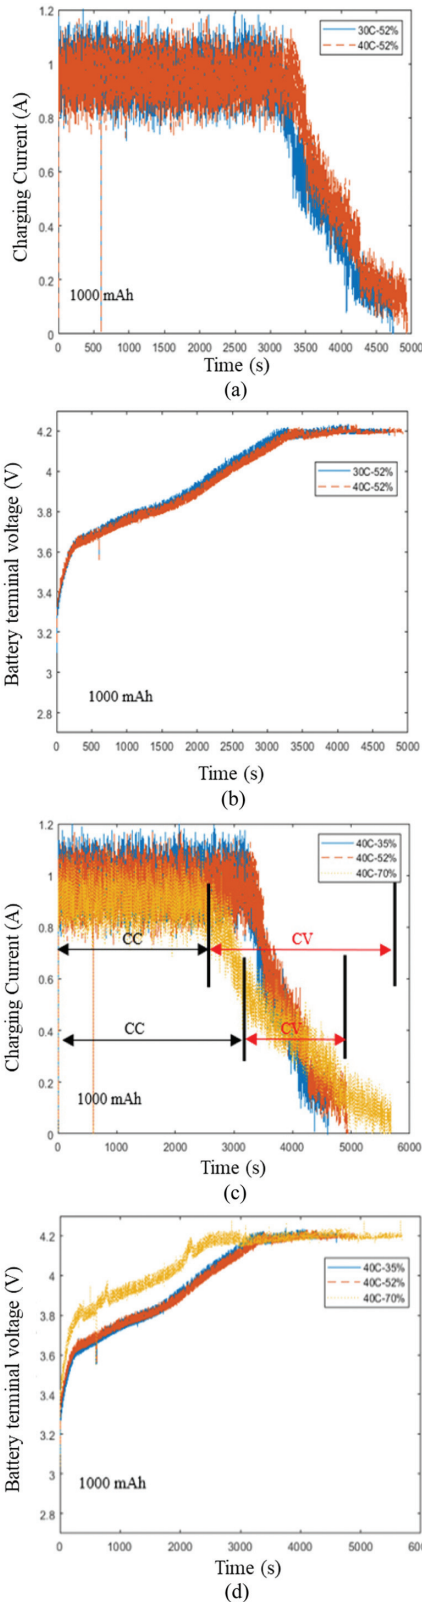 1.2
30C-52%
40C-52%
1
0.8
Charging Current (A)
0.6
0.4
0.2
1000 mAh
0
0 500 1000 1500 2000 2500 3000 3500 4000 4500 5000
Time (s)
(a)
4.2
4
30C-52%
40C-52%
3.8
Battery terminal voltage (V)
3.6
3.4
3.2
3
1000 mAh
2.8
0 500 1000 1500 2000 2500 3000 3500 4000 4500 5000
Time (s)
(b)
1.2
40C-35%
40C-52%
40C-70%
1
0.8
CC CV
Charging Current (A)
0.6
0.4
CC CV
0.2
1000 mAh
0
0 1000 2000 3000 4000 5000 6000
Time (s)
(c)
4.2
40C-35%
40C-52%
40C-70%
4
3.8
Battery terminal voltage (V)
3.6
3.4
3.2
3
1000 mAh
2.8
0 1000 2000 3000 4000 5000 6000
Time (s)
(d)